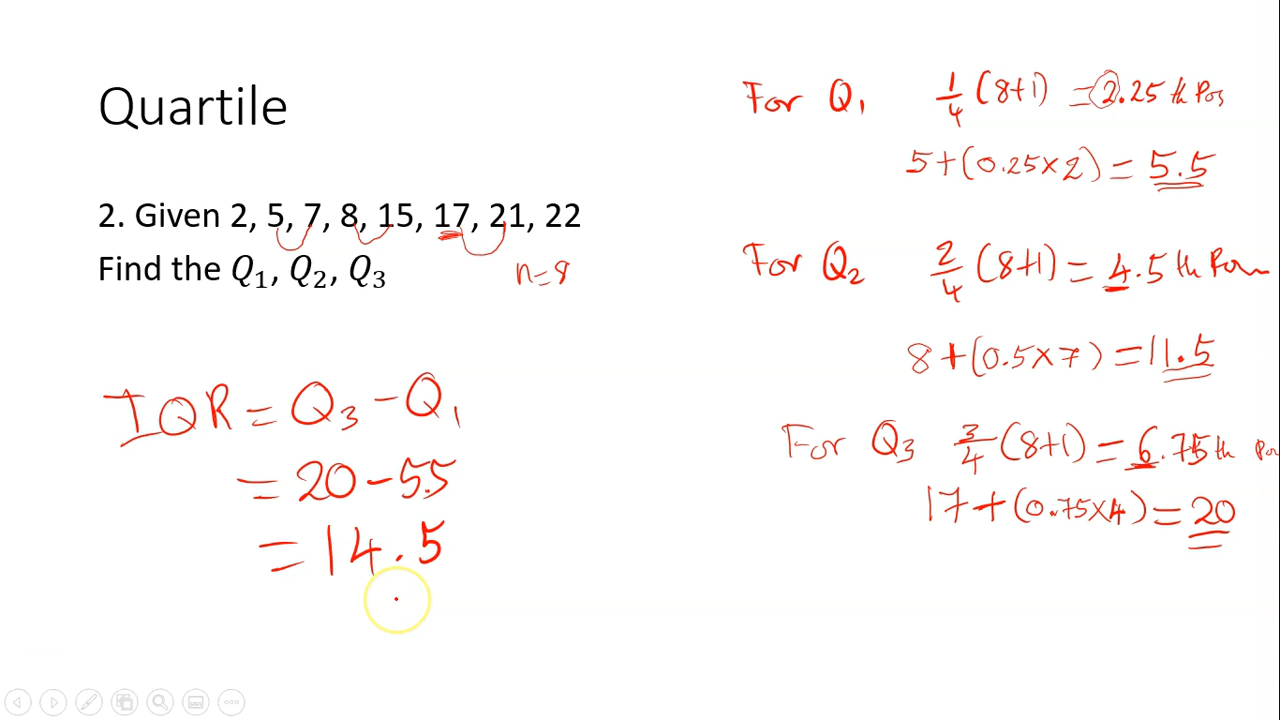 Quartile
2. Given 2, 5, 7, 8, 15, 17, 21, 22
Find the Q₁, Q₂, Q₃
n=8
IQR = Q₃ - Q₁
= 20 - 5.5
= 14.5
For Q₁ 1/4 (8+1) = 2.25 th Pos
5+(0.25×2) = 5.5
For Q₂ 2/4 (8+1) = 4.5 th
8+(0.5×7) = 11.5
For Q₃ 3/4 (8+1) = 6.75 th
17+(0.75×4) = 20